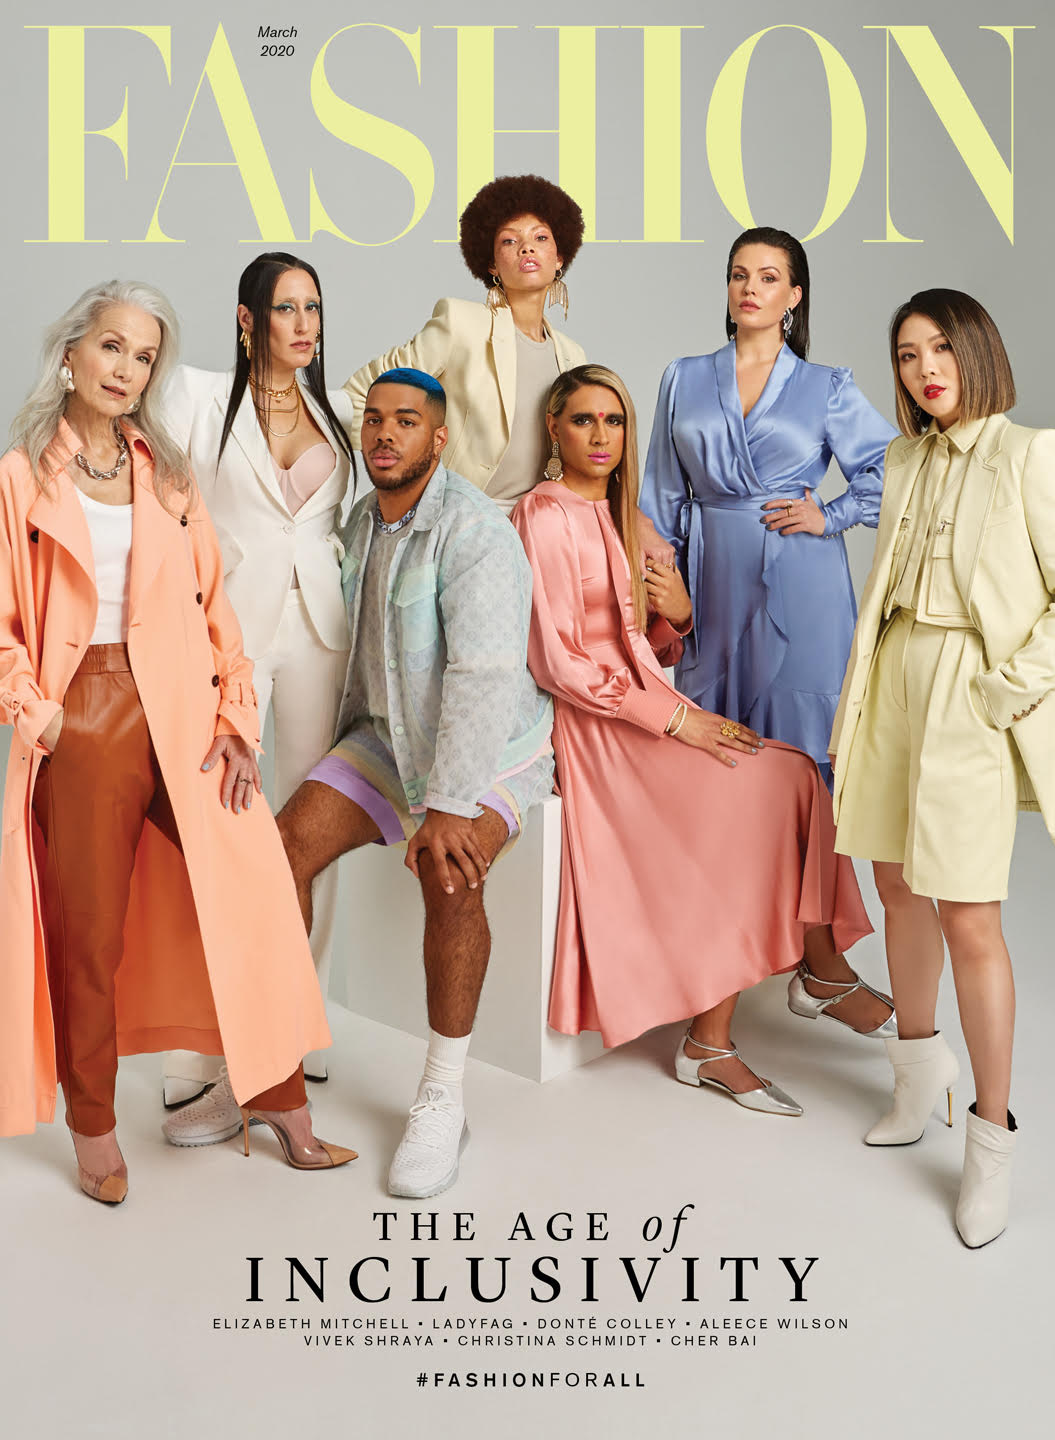 FASHION
March
2020
THE AGE of
INCLUSIVITY
ELIZABETH MITCHELL ▪ LADYFAG ▪ DONTÉ COLLEY ▪ ALEECE WILSON
VIVEK SHRAYA ▪ CHRISTINA SCHMIDT ▪ CHER BAI
#FASHIONFORALL